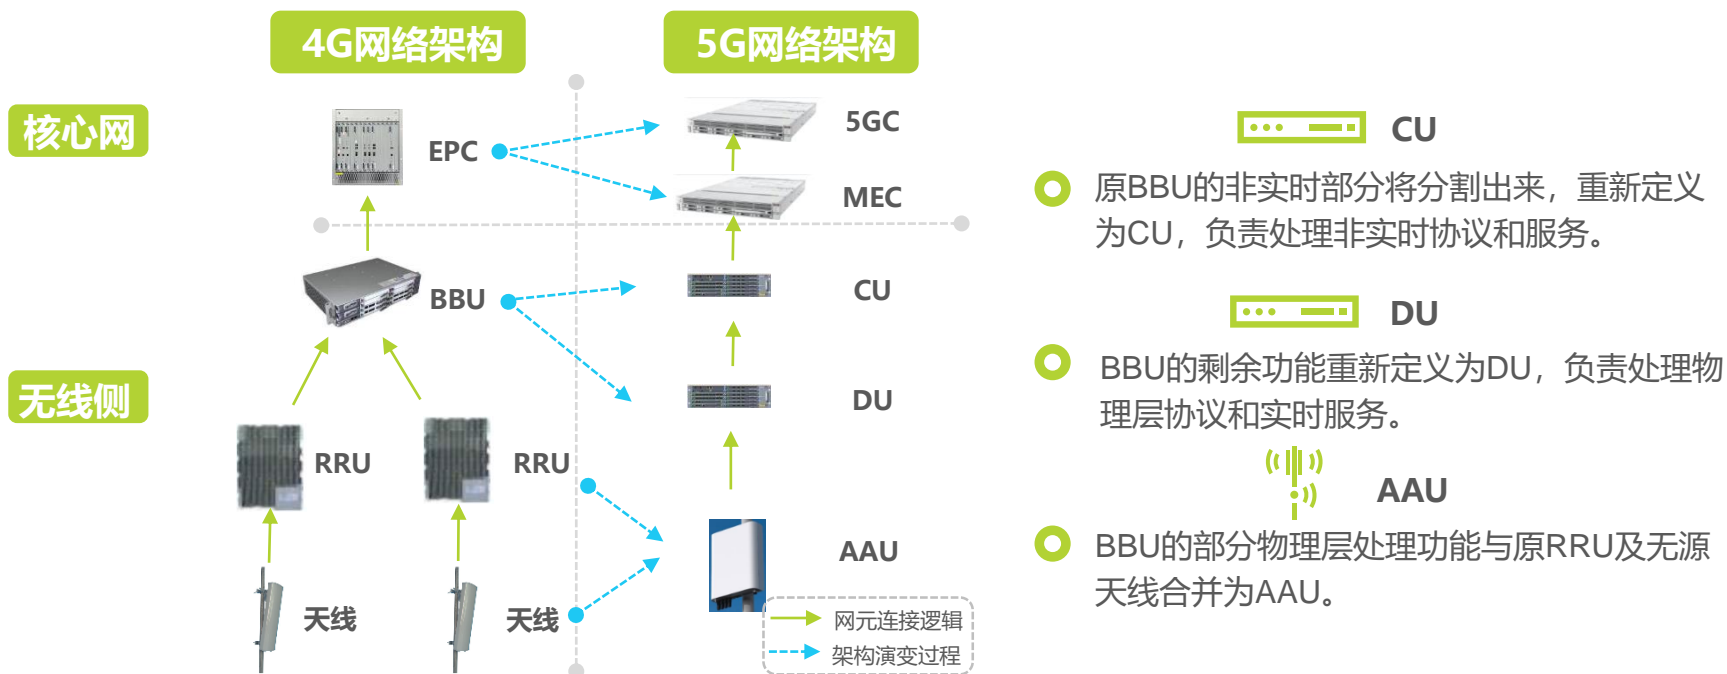 4G网络架构
5G网络架构
核心网
EPC
5GC
MEC
无线侧
BBU
CU
DU
RRU
RRU
AAU
天线
天线
网元连接逻辑
架构演变过程
CU
原BBU的非实时部分将分割出来，重新定义
为CU，负责处理非实时协议和服务。
DU
BBU的剩余功能重新定义为DU，负责处理物
理层协议和实时服务。
AAU
BBU的部分物理层处理功能与原RRU及无源
天线合并为AAU。